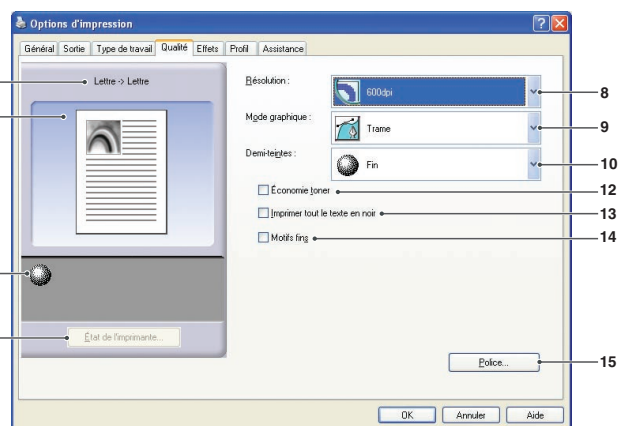 Options d'impression
Général Sortie Type de travail Qualité Effets Profil Assistance
Lettre -> Lettre
Résolution :
600dpi
8
Mode graphique :
Trame
9
Demi-teintes :
Fin
10
Économie toner
12
Imprimer tout le texte en noir
13
Motifs fins
14
État de l'imprimante...
Police...
15
OK Annuler Aide